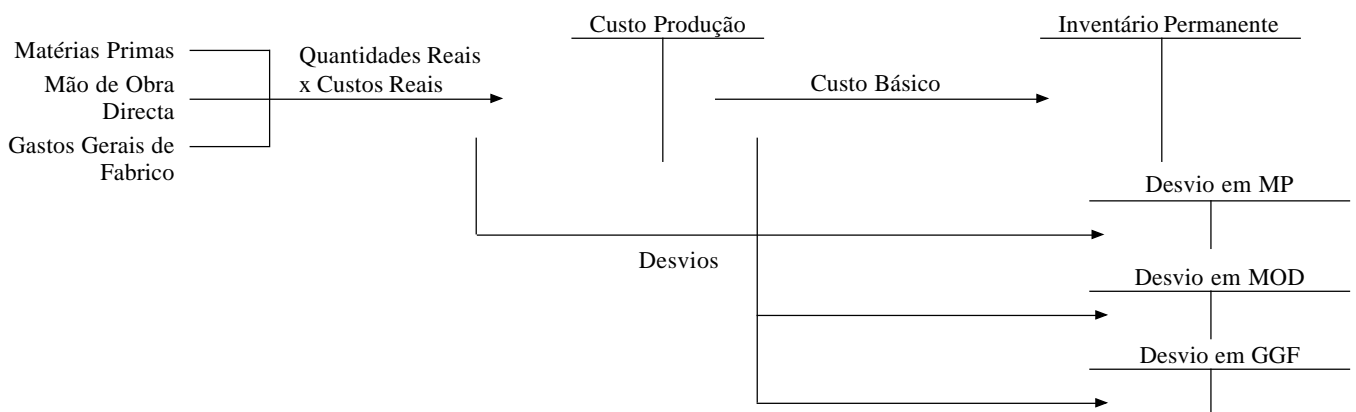 Custo Produção
Inventário Permanente
Matérias Primas
Mão de Obra
Directa
Gastos Gerais de
Fabrico
Quantidades Reais
x Custos Reais
Custo Básico
Desvio em MP
Desvios
Desvio em MOD
Desvio em GGF